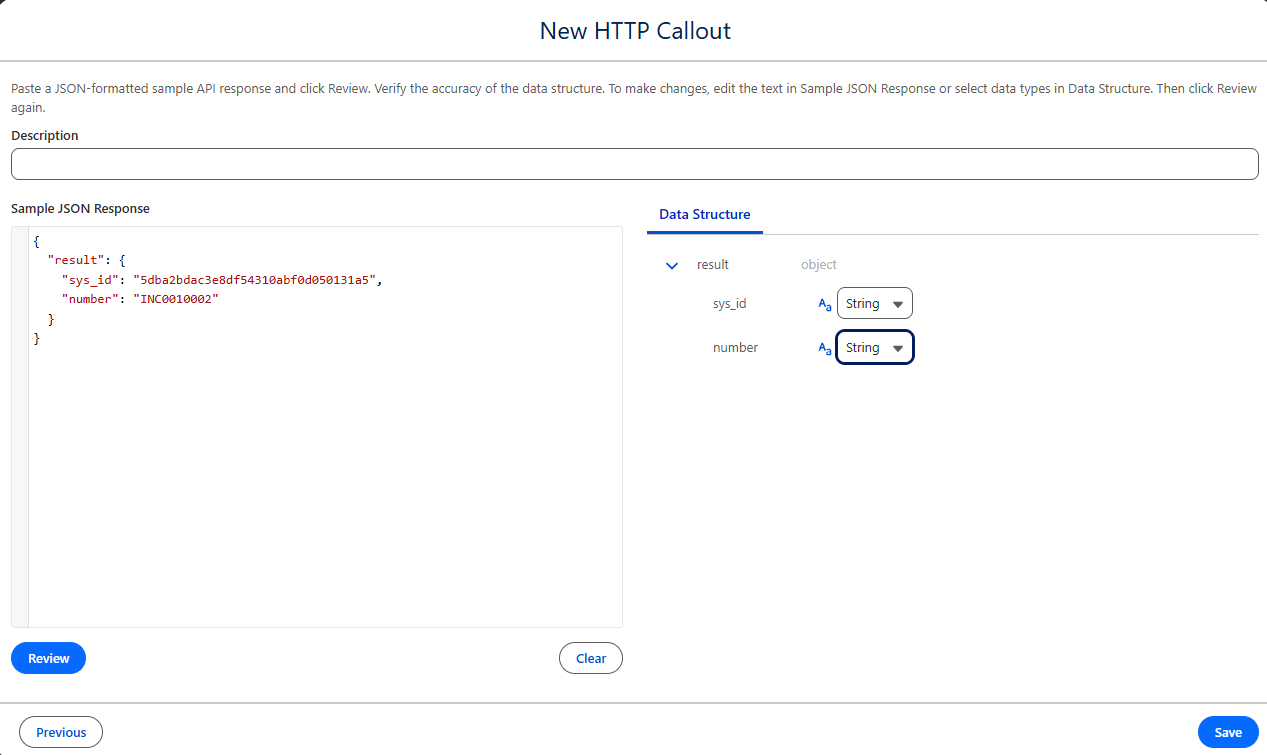 New HTTP Callout
Paste a JSON-formatted sample API response and click Review. Verify the accuracy of the data structure. To make changes, edit the text in Sample JSON Response or select data types in Data Structure. Then click Review
again.
Description
Sample JSON Response
{
  "result": {
    "sys_id": "5dba2bdac3e8df54310abf0d050131a5",
    "number": "INC0010002"
  }
}
Review
Clear
Data Structure
result object
sys_id Aa String
number Aa String
Previous
Save